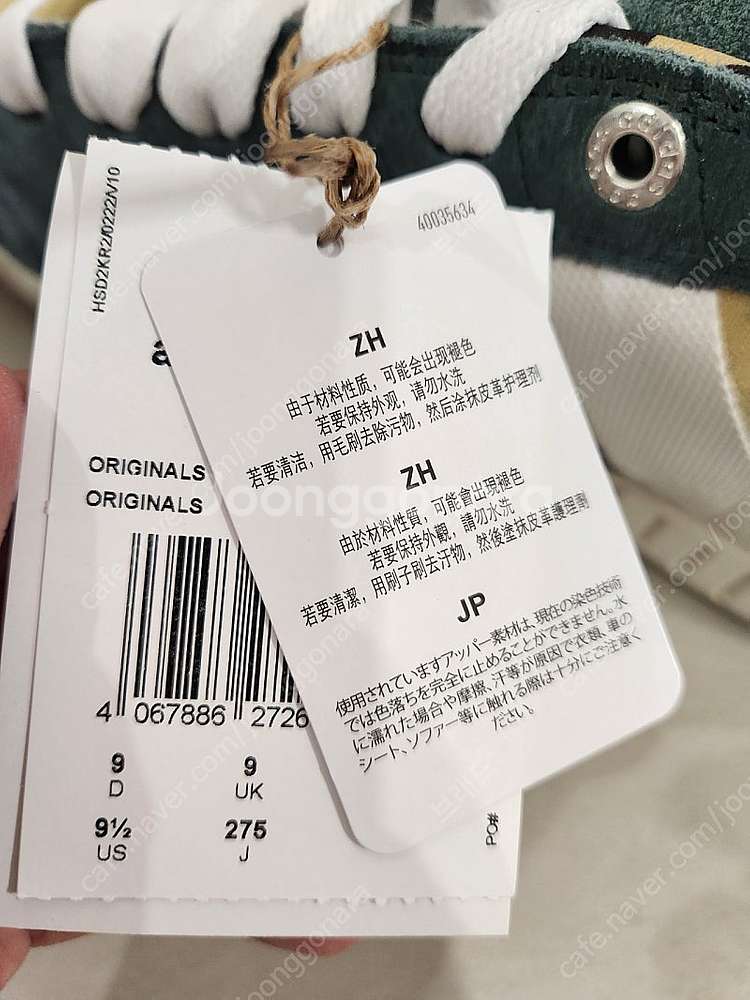 HSD2KR2/0222/V10
40035634
adidas
ZH
由于材料性质，可能会出现褪色
若要保持外观，请勿水洗
若要清洁，用毛刷去除污物，然后涂抹皮革护理剂
ZH
由於材料性質，可能會出現褪色
若要保持外觀，請勿水洗
若要清潔，用刷子刷去汙物，然後塗抹皮革護理劑
JP
使用されていますアッパー素材は、現在の染色技術
では色落ちを完全に止めることができません。水
に濡れた場合や摩擦、汗等が原因で衣類、車の
シート、ソファー等に触れる際は十分にご注意く
ださい。
ORIGINALS
ORIGINALS
4 067886 2726
9
D
9
UK
9½
US
275
J
PO#
Joonggonara
cafe.naver.com/joonggonara